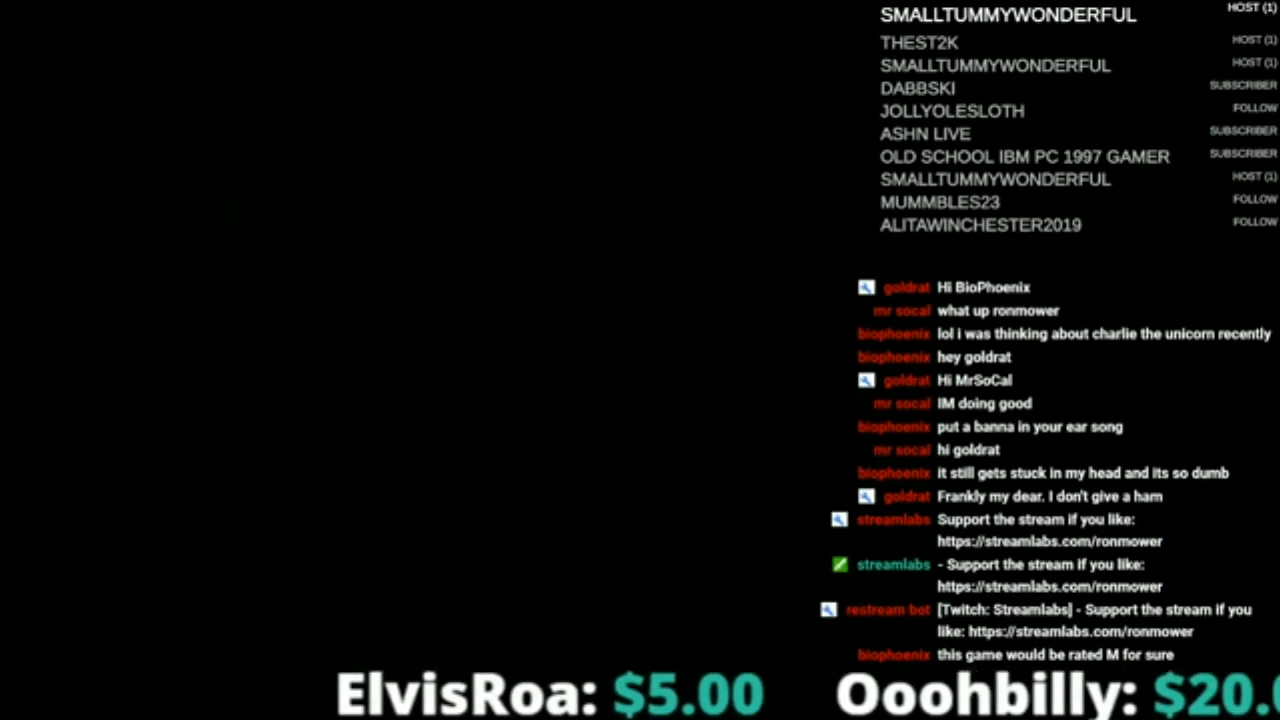 SMALLTUMMYWONDERFUL HOST (1)
THEST2K HOST (1)
SMALLTUMMYWONDERFUL HOST (1)
DABBSKI SUBSCRIBER
JOLLYOLESLOTH FOLLOW
ASHN LIVE SUBSCRIBER
OLD SCHOOL IBM PC 1997 GAMER SUBSCRIBER
SMALLTUMMYWONDERFUL HOST (1)
MUMMBLES23 FOLLOW
ALITAWINCHESTER2019 FOLLOW
goldrat Hi BioPhoenix
mr socal what up ronmower
biophoenix lol i was thinking about charlie the unicorn recently
biophoenix hey goldrat
goldrat Hi MrSoCal
mr socal IM doing good
biophoenix put a banna in your ear song
mr socal hi goldrat
biophoenix it still gets stuck in my head and its so dumb
goldrat Frankly my dear. I don't give a ham
streamlabs Support the stream if you like:
https://streamlabs.com/ronmower
streamlabs - Support the stream if you like:
https://streamlabs.com/ronmower
restream bot [Twitch: Streamlabs] - Support the stream if you
like: https://streamlabs.com/ronmower
biophoenix this game would be rated M for sure
ElvisRoa: $5.00 Ooohbilly: $20.